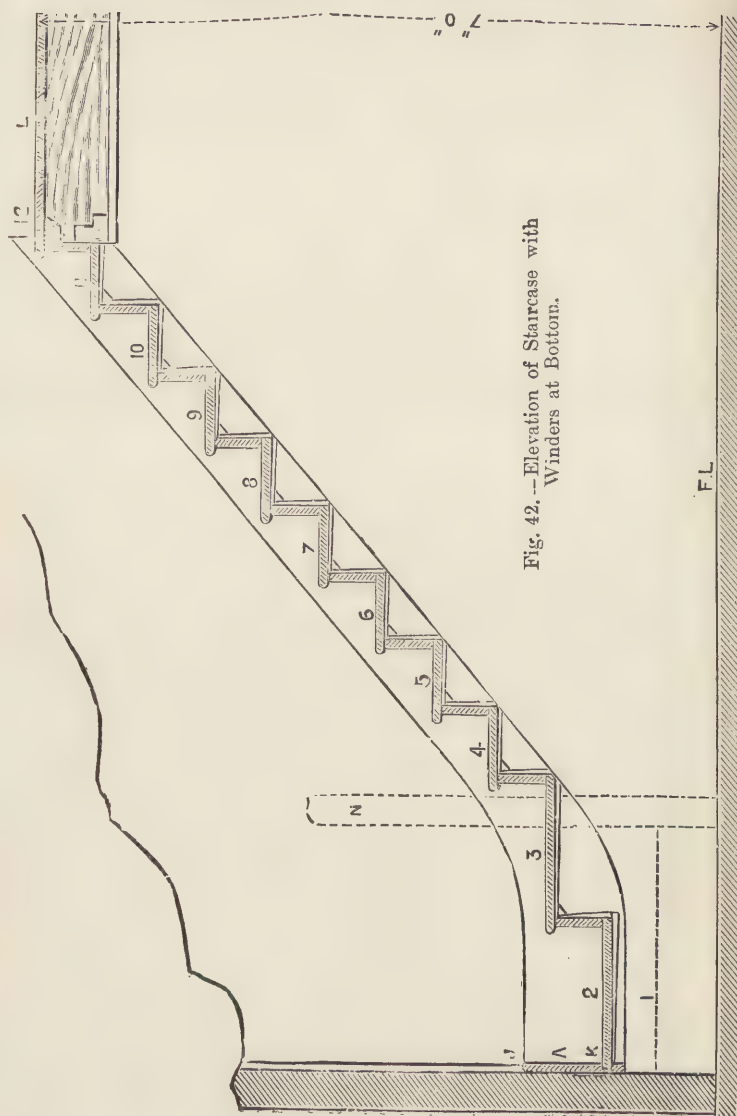 7" 0"
L
12
11
10
9
8
7
6
5
4
3
2
1
N
J
A
K
F.L
Fig. 42.—Elevation of Staircase with
Winders at Bottom.